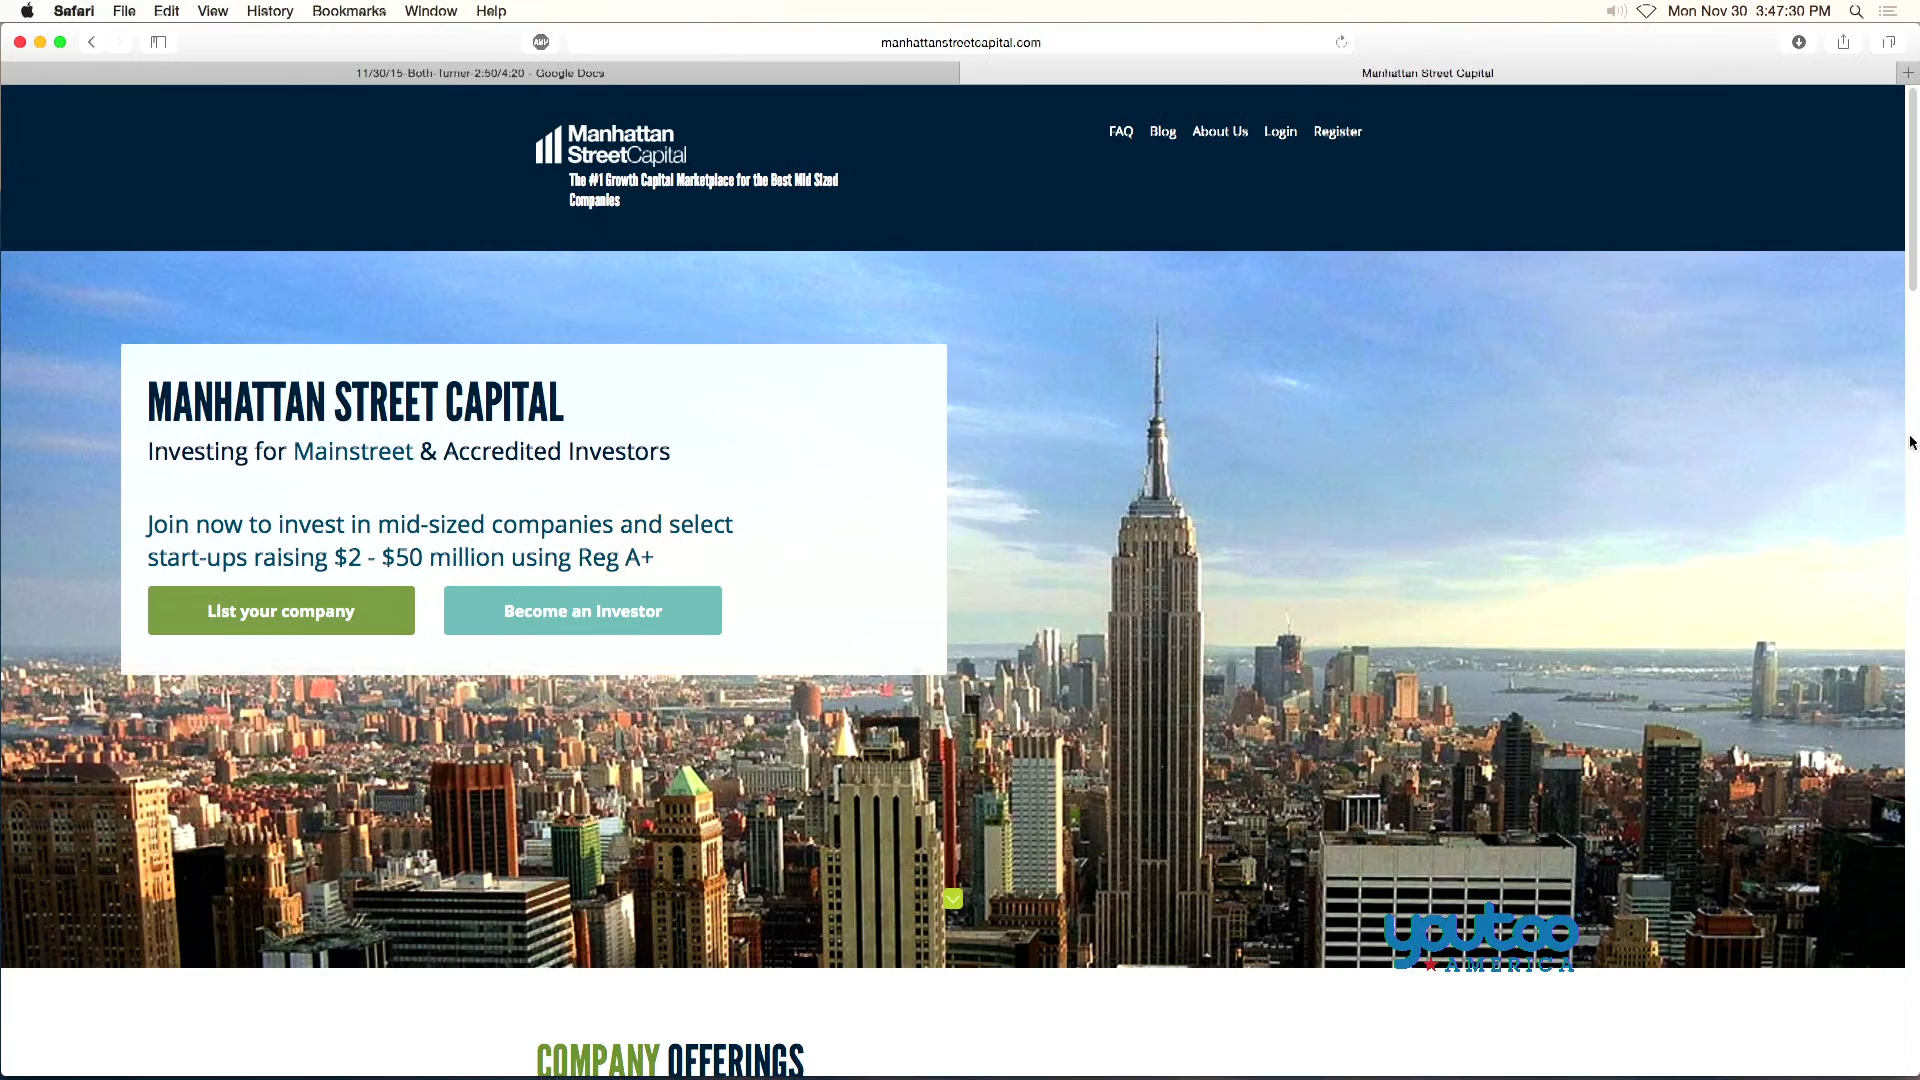 Safari File Edit View History Bookmarks Window Help
Mon Nov 30 3:47:30 PM
ABP
manhattanstreetcapital.com
11/30/15-Both-Turner-2:50/4:20 - Google Docs
Manhattan Street Capital
Manhattan
StreetCapital
The #1 Growth Capital Marketplace for the Best Mid Sized
Companies
FAQ Blog About Us Login Register
MANHATTAN STREET CAPITAL
Investing for Mainstreet & Accredited Investors
Join now to invest in mid-sized companies and select
start-ups raising $2 - $50 million using Reg A+
List your company
Become an Investor
youtoo
AMERICA
COMPANY OFFERINGS